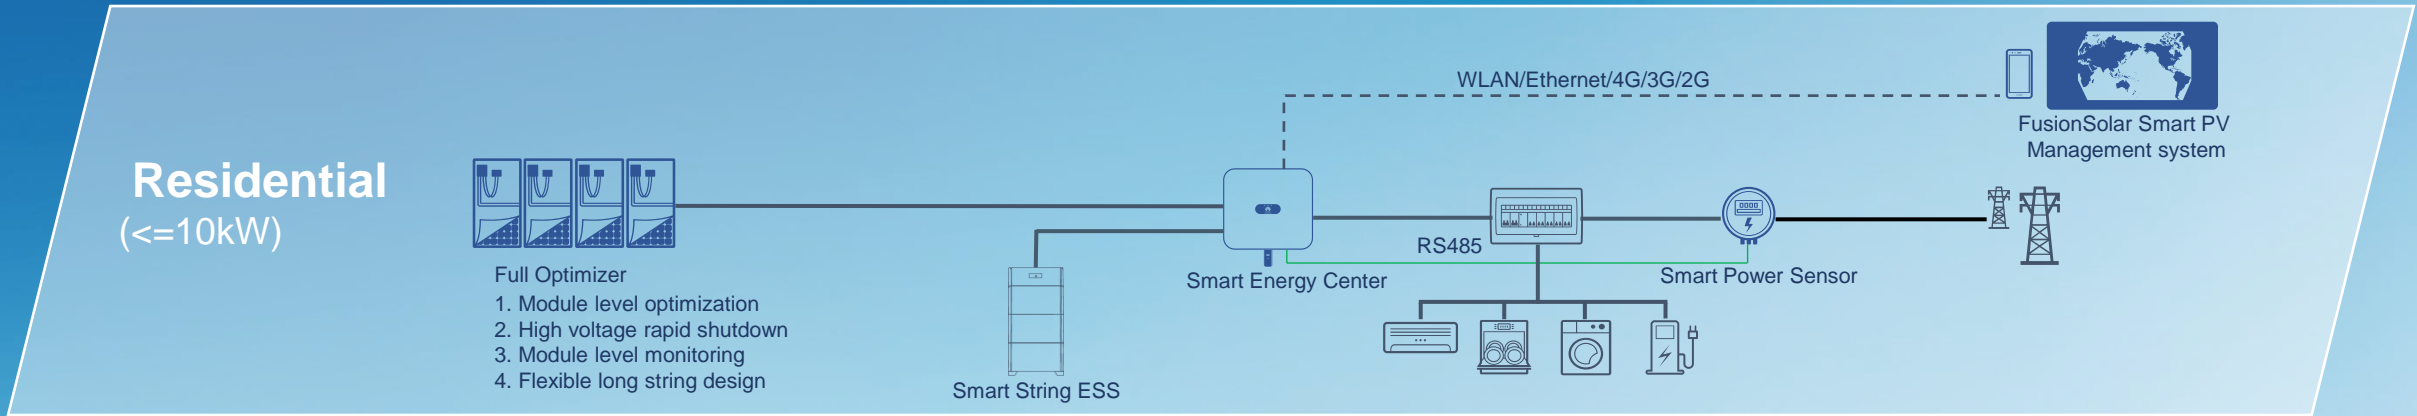 Residential
(<=10kW)
Full Optimizer
1. Module level optimization
2. High voltage rapid shutdown
3. Module level monitoring
4. Flexible long string design
Smart String ESS
Smart Energy Center
RS485
Smart Power Sensor
WLAN/Ethernet/4G/3G/2G
FusionSolar Smart PV
Management system